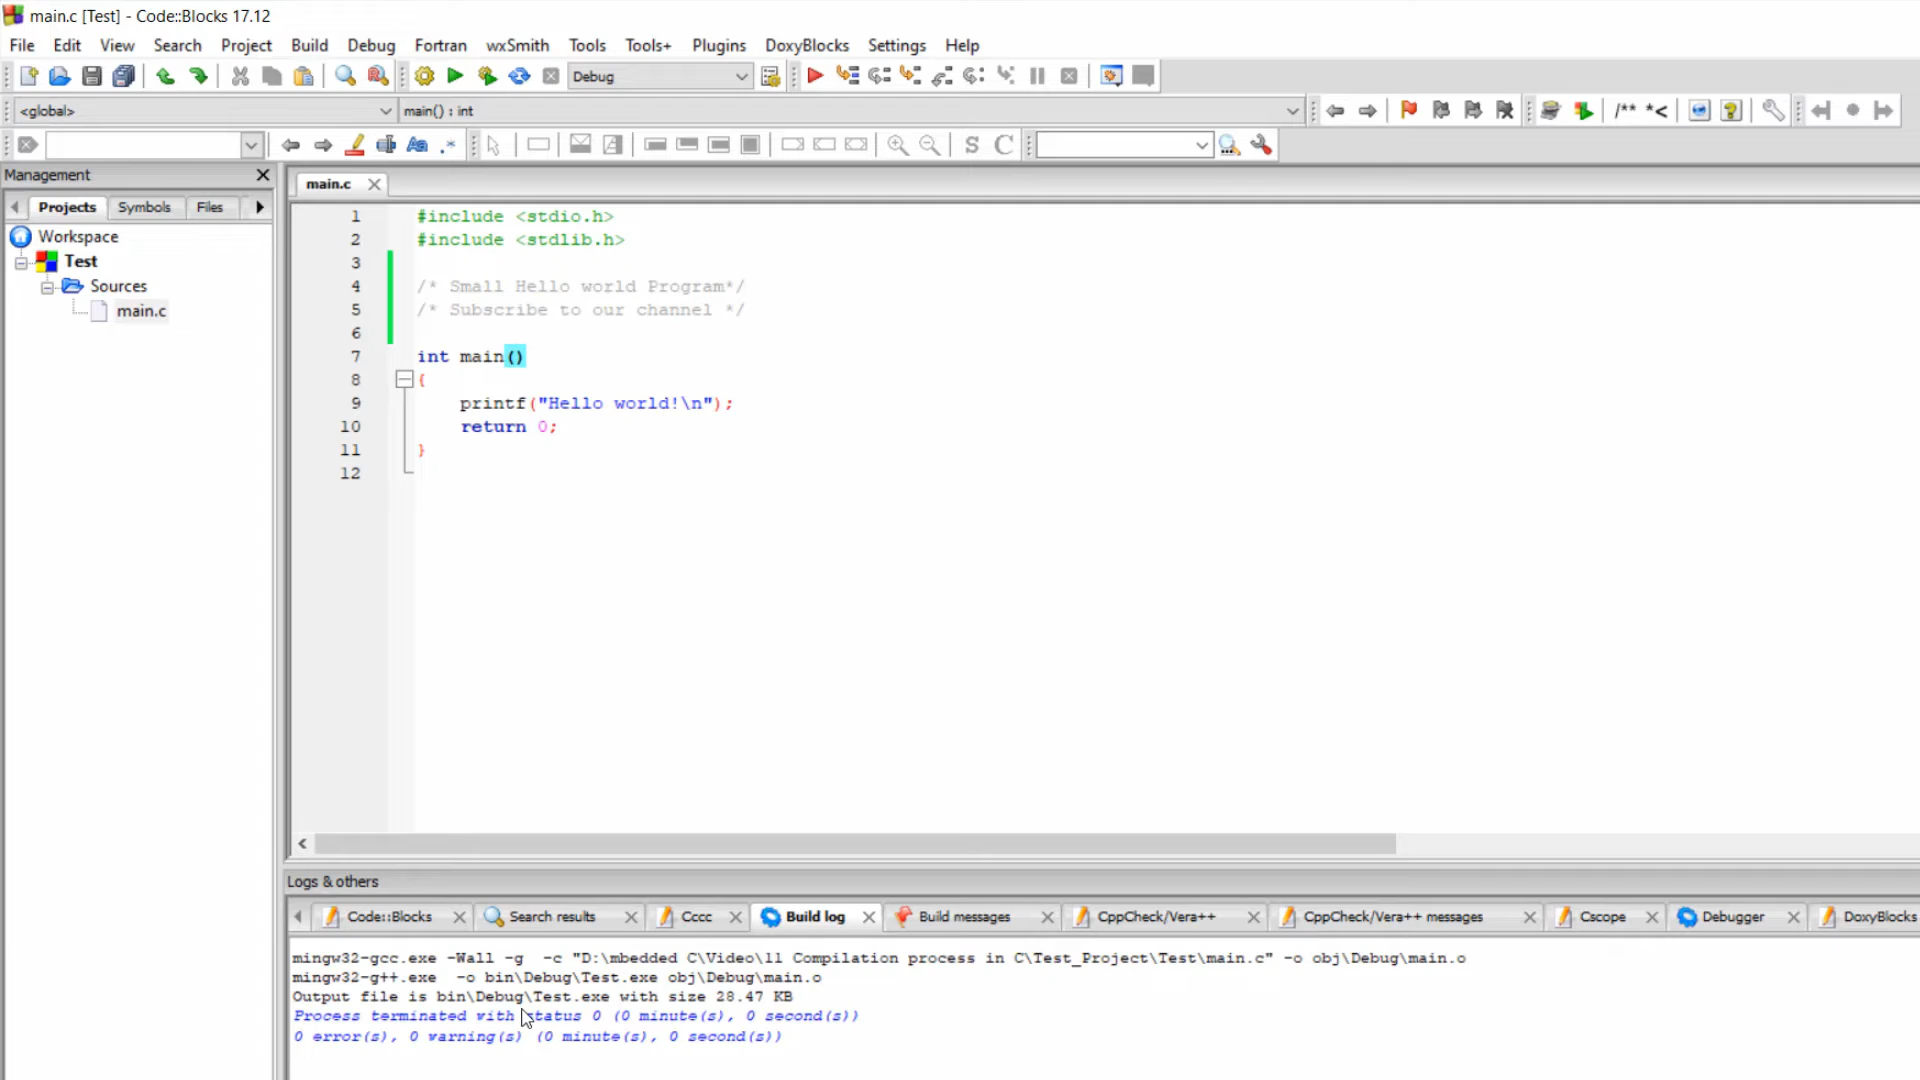 main.c [Test] - Code::Blocks 17.12
File Edit View Search Project Build Debug Fortran wxSmith Tools Tools+ Plugins DoxyBlocks Settings Help
Debug
<global> main() : int
/** *<
Aa .* S C
Management
main.c
Projects Symbols Files
Workspace
Test
Sources
main.c
1 #include <stdio.h>
2 #include <stdlib.h>
3
4 /* Small Hello world Program*/
5 /* Subscribe to our channel */
6
7 int main()
8 {
9 printf("Hello world!\n");
10 return 0;
11 }
12
Logs & others
Code::Blocks Search results Cccc Build log Build messages CppCheck/Vera++ CppCheck/Vera++ messages Cscope Debugger DoxyBlocks
mingw32-gcc.exe -Wall -g -c "D:\mbedded C\Video\11 Compilation process in C\Test_Project\Test\main.c" -o obj\Debug\main.o
mingw32-g++.exe -o bin\Debug\Test.exe obj\Debug\main.o
Output file is bin\Debug\Test.exe with size 28.47 KB
Process terminated with status 0 (0 minute(s), 0 second(s))
0 error(s), 0 warning(s) (0 minute(s), 0 second(s))